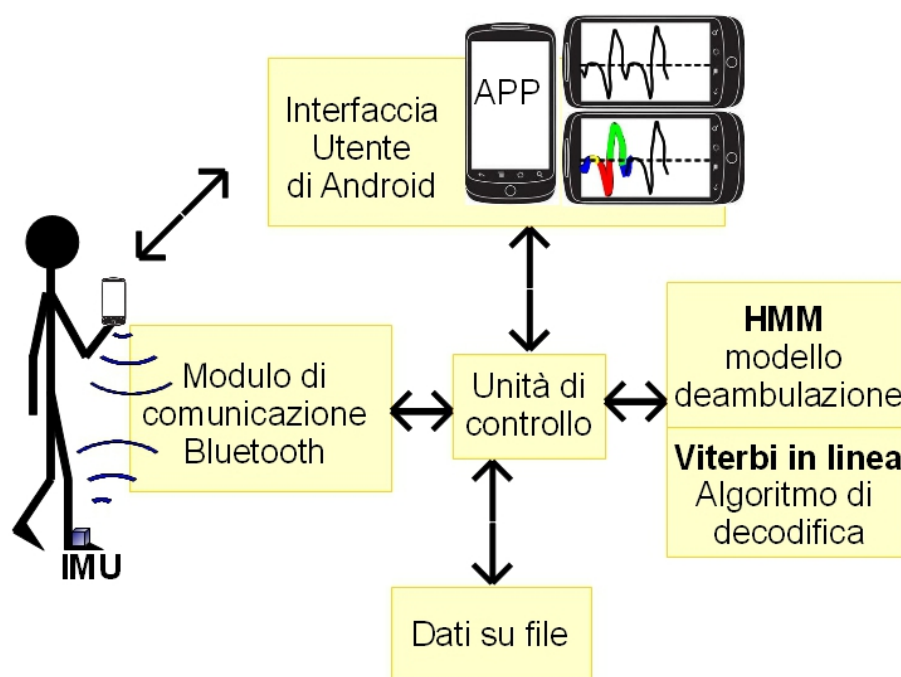 APP
Interfaccia
Utente
di Android
HMM
modello
deambulazione
Modulo di
comunicazione
Bluetooth
Unità di
controllo
Viterbi in linea
Algoritmo di
decodifica
IMU
Dati su file